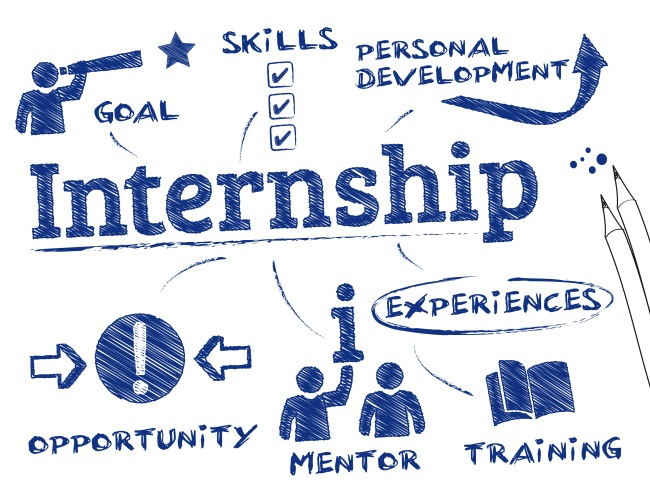 SKiLLS
PERSONAL
DEVELOPMENT
GOAL
Internship
EXPERiENCES
!
i
OPPORTUNiTY
MENTOR
TRAiNiNG